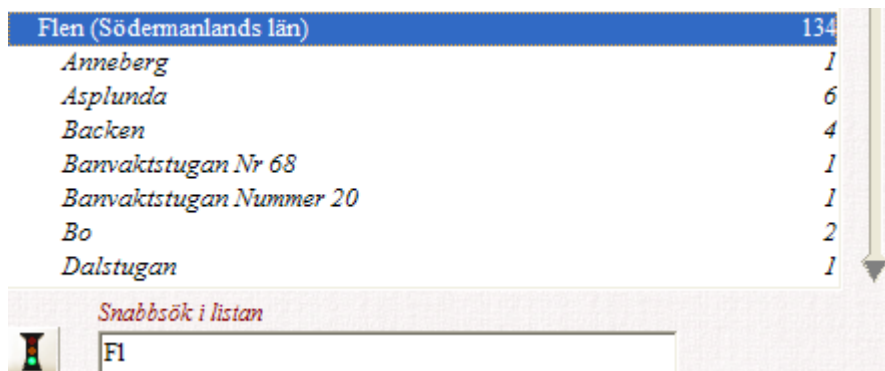 Flen (Södermanlands län) 134
Anneberg 1
Asplunda 6
Backen 4
Banvaktstugan Nr 68 1
Banvaktstugan Nummer 20 1
Bo 2
Dalstugan 1
Snabbsök i listan
Fl